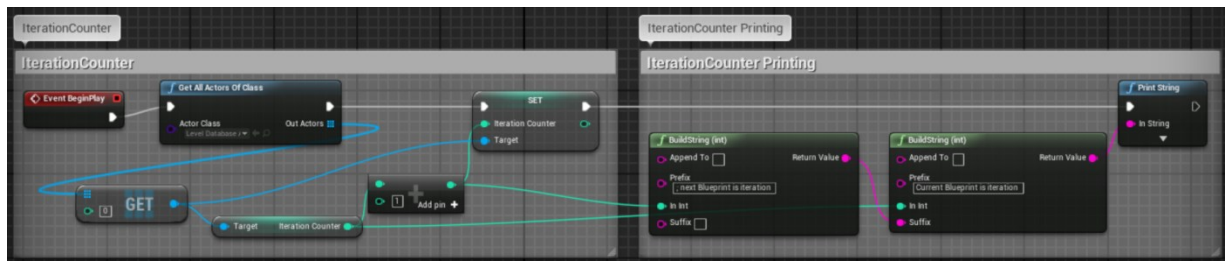 IterationCounter
IterationCounter Printing
IterationCounter
IterationCounter Printing
Event BeginPlay
f Get All Actors Of Class
Actor Class
Level Database
Out Actors
SET
Iteration Counter
Target
GET
0
Target Iteration Counter
1
Add pin +
f BuildString (int)
Append To
Return Value
Prefix
; next Blueprint is iteration
In Int
Suffix
f BuildString (int)
Append To
Return Value
Prefix
Current Blueprint is iteration
In Int
Suffix
f Print String
In String